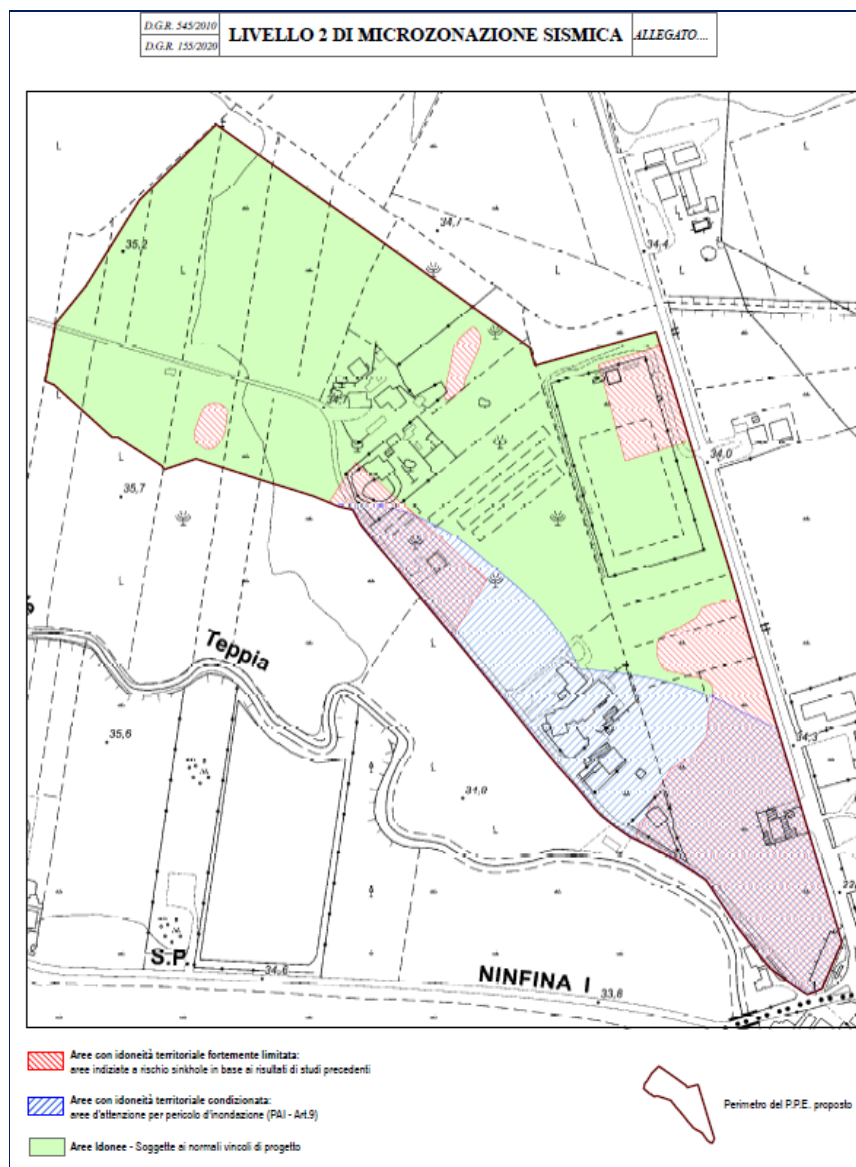 D.G.R. 545/2010
D.G.R. 155/2020
LIVELLO 2 DI MICROZONAZIONE SISMICA
ALLEGATO....
L
L
L
34,7
34,4
35,2
L
L
L
34,0
35,7
L
L
L
Teppia
35,6
34,3
L
S.P.
34,6
NINFINA I
33,8
Aree con idoneità territoriale fortemente limitata:
aree indiziate a rischio sinkhole in base ai risultati di studi precedenti
Aree con idoneità territoriale condizionata:
aree d'attenzione per pericolo d'inondazione (PAI - Art.9)
Aree Idonee - Soggette ai normali vincoli di progetto
Perimetro del P.P.E. proposto